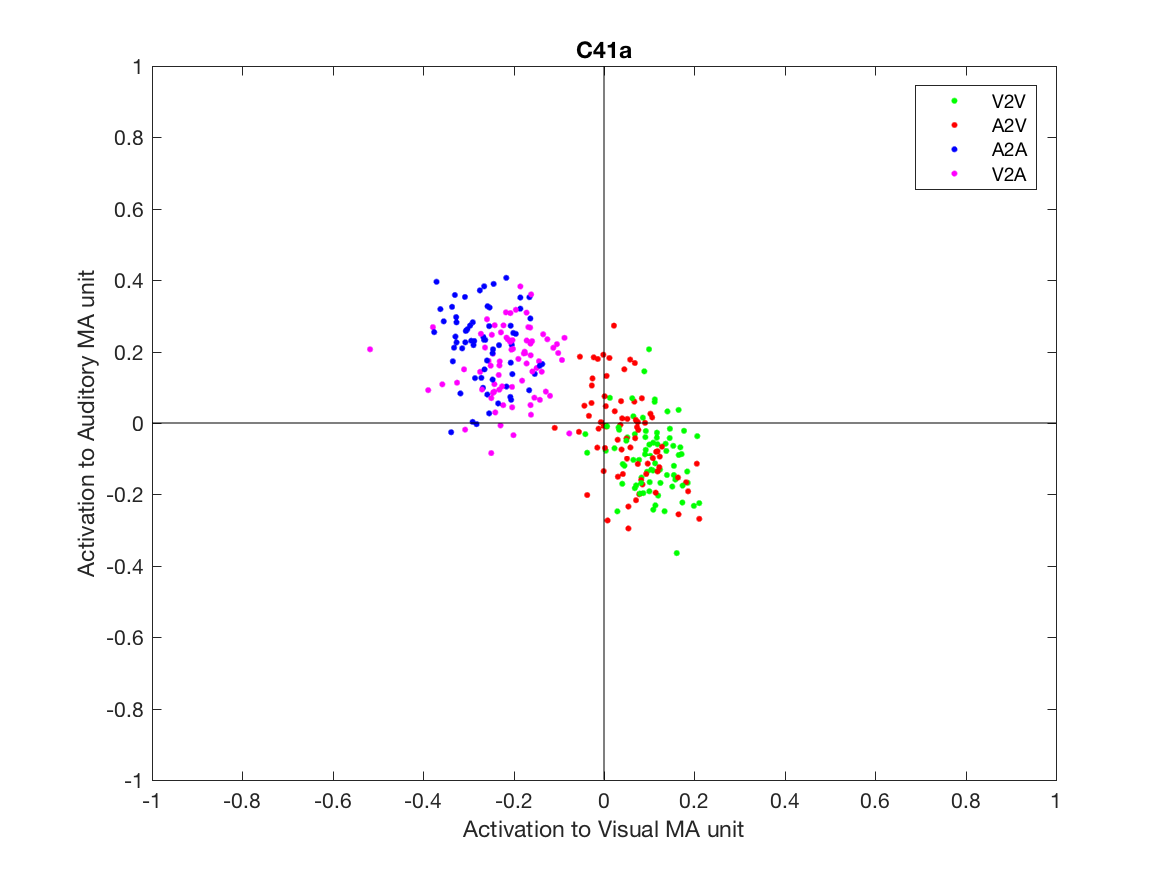 C41a
1
0.8
0.6
0.4
0.2
0
-0.2
-0.4
-0.6
-0.8
-1
Activation to Auditory MA unit
V2V
A2V
A2A
V2A
-1 -0.8 -0.6 -0.4 -0.2 0 0.2 0.4 0.6 0.8 1
Activation to Visual MA unit